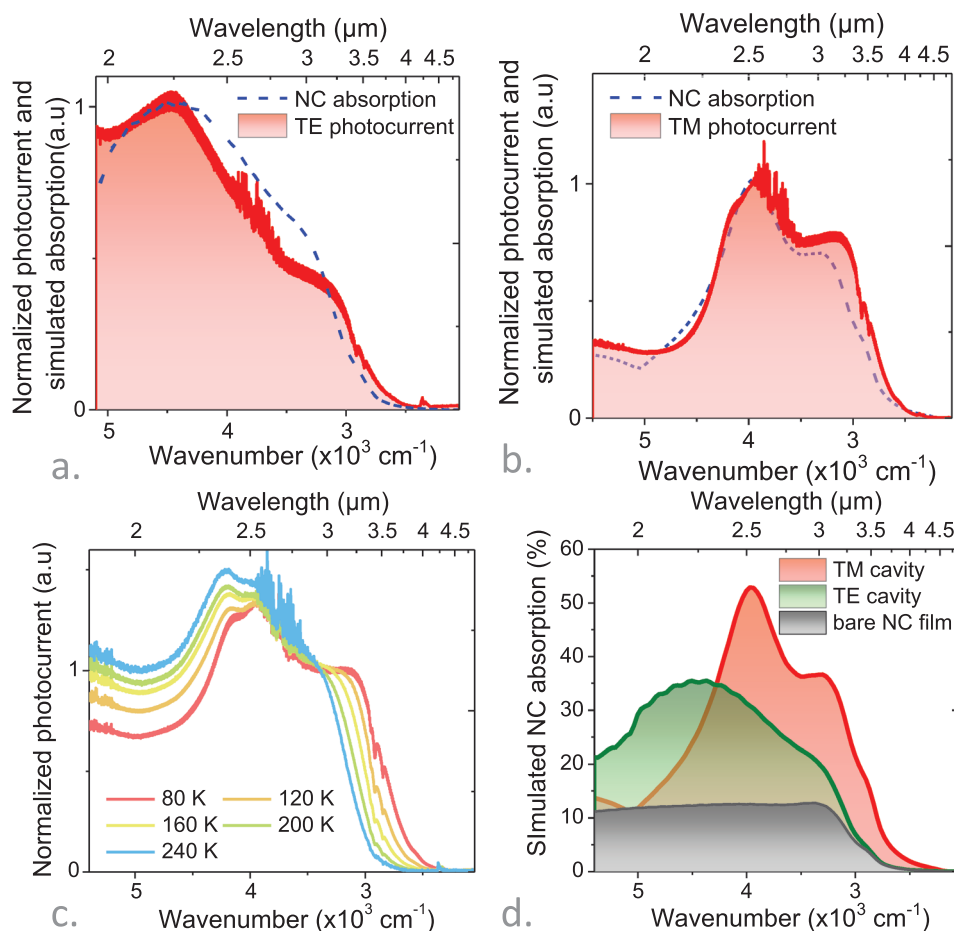 Wavelength (µm)
2 2.5 3 3.5 4 4.5
Normalized photocurrent and
simulated absorption(a.u)
1
0
NC absorption
TE photocurrent
5 4 3
Wavenumber (x10³ cm⁻¹)
a.
Wavelength (µm)
2 2.5 3 3.5 4 4.5
Normalized photocurrent and
simulated absorption (a.u)
1
0
NC absorption
TM photocurrent
5 4 3
Wavenumber (x10³ cm⁻¹)
b.
Wavelength (µm)
2 2.5 3 3.5 4 4.5
Normalized photocurrent (a.u)
1
0
80 K 120 K
160 K 200 K
240 K
5 4 3
Wavenumber (x10³ cm⁻¹)
c.
Wavelength (µm)
2 2.5 3 3.5 4 4.5
SImulated NC absorption (%)
60
50
40
30
20
10
0
TM cavity
TE cavity
bare NC film
5 4 3
Wavenumber (x10³ cm⁻¹)
d.